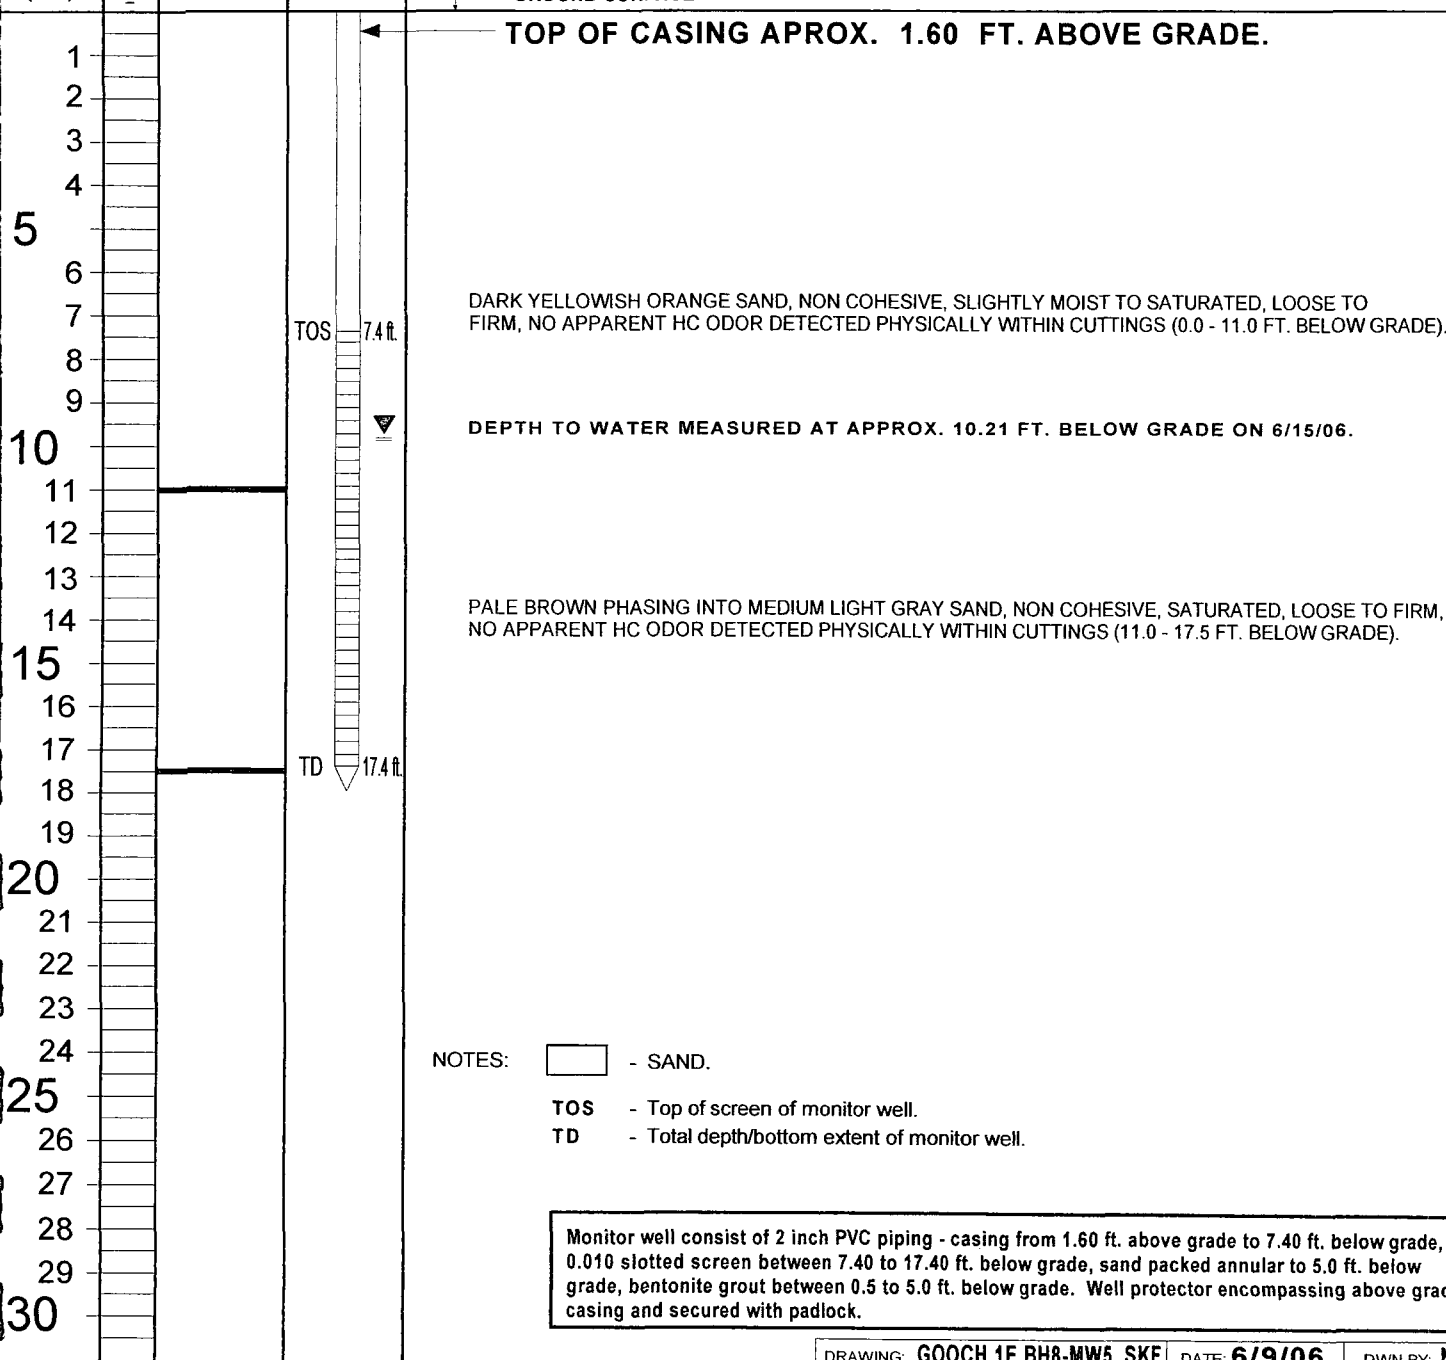 TOP OF CASING APROX. 1.60 FT. ABOVE GRADE.
1
2
3
4
5
6
DARK YELLOWISH ORANGE SAND, NON COHESIVE, SLIGHTLY MOIST TO SATURATED, LOOSE TO
7
TOS 7.4 ft. FIRM, NO APPARENT HC ODOR DETECTED PHYSICALLY WITHIN CUTTINGS (0.0 - 11.0 FT. BELOW GRADE).
8
9
DEPTH TO WATER MEASURED AT APPROX. 10.21 FT. BELOW GRADE ON 6/15/06.
10
11
12
13
PALE BROWN PHASING INTO MEDIUM LIGHT GRAY SAND, NON COHESIVE, SATURATED, LOOSE TO FIRM,
14
NO APPARENT HC ODOR DETECTED PHYSICALLY WITHIN CUTTINGS (11.0 - 17.5 FT. BELOW GRADE).
15
16
17
TD 17.4 ft.
18
19
20
21
22
23
24
NOTES: - SAND.
25
TOS - Top of screen of monitor well.
26
TD - Total depth/bottom extent of monitor well.
27
28
Monitor well consist of 2 inch PVC piping - casing from 1.60 ft. above grade to 7.40 ft. below grade,
29
0.010 slotted screen between 7.40 to 17.40 ft. below grade, sand packed annular to 5.0 ft. below
grade, bentonite grout between 0.5 to 5.0 ft. below grade. Well protector encompassing above
30
casing and secured with padlock.
DRAWING: GOOCH 1E BH8-MW5. SKF DATE: 6/9/06 DWN BY: